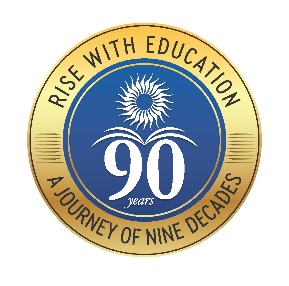 RISE WITH EDUCATION
90
years
A JOURNEY OF NINE DECADES